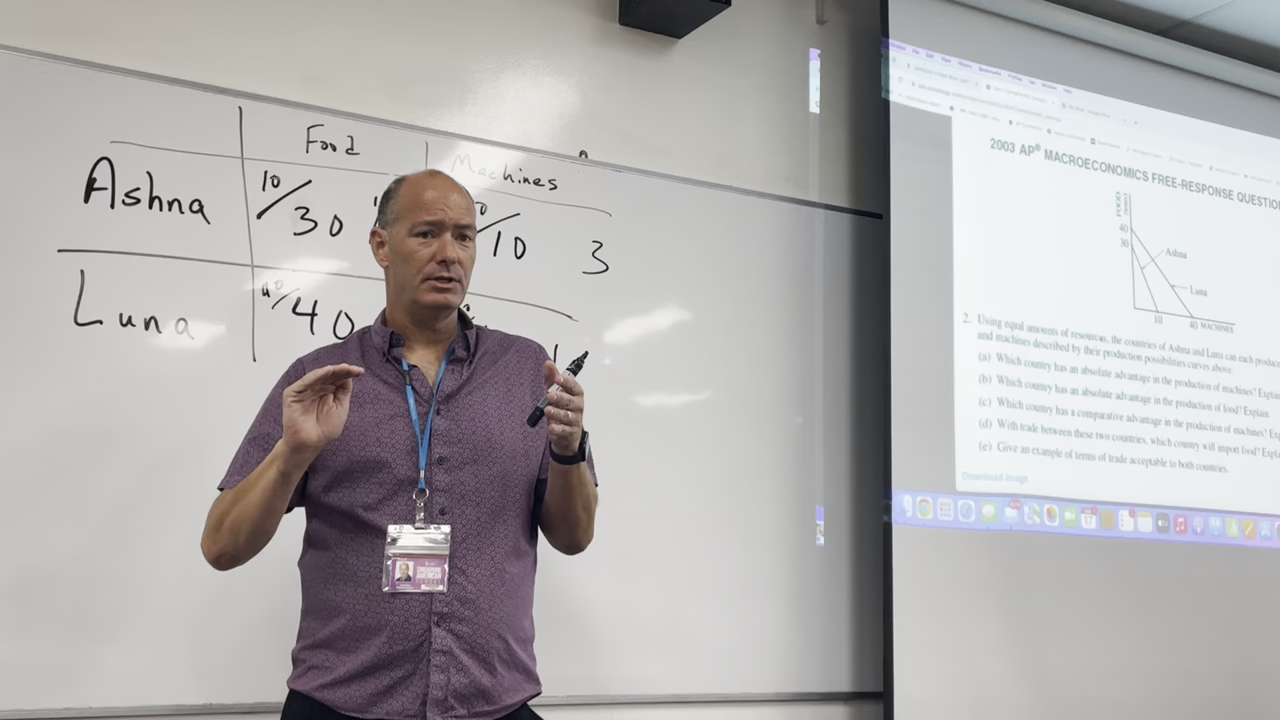 Food
Machines
Ashna
10/30
/10 3
Luna
40/40
2003 AP® MACROECONOMICS FREE-RESPONSE
FOOD
40
30
Ashna
Luna
10
40
MACHINES
2. Using equal amounts of resources, the countries of Ashna and Luna can each produce
and machines described by their production possibilities curves above.
(a) Which country has an absolute advantage in the production of machines?
(b) Which country has an absolute advantage in the production of food? Explain.
(c) Which country has a comparative advantage in the production of machines?
(d) With trade between these two countries, which country will import food?
(e) Give an example of terms of trade acceptable to both countries.
Download image
17